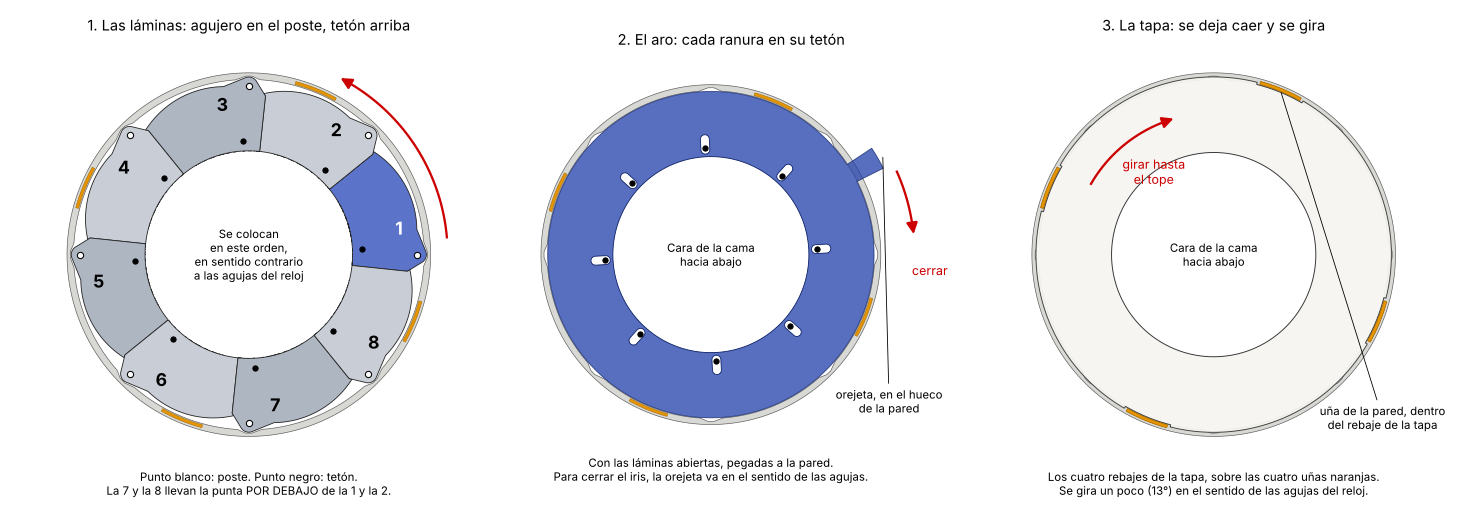 1. Las láminas: agujero en el poste, tetón arriba
3
2
4
1
5
8
6
7
Se colocan
en este orden,
en sentido contrario
a las agujas del reloj
Punto blanco: poste. Punto negro: tetón.
La 7 y la 8 llevan la punta POR DEBAJO de la 1 y la 2.
2. El aro: cada ranura en su tetón
Cara de la cama
hacia abajo
cerrar
orejeta, en el hueco
de la pared
Con las láminas abiertas, pegadas a la pared.
Para cerrar el iris, la orejeta va en el sentido de las agujas.
3. La tapa: se deja caer y se gira
girar hasta
el tope
Cara de la cama
hacia abajo
uña de la pared, dentro
del rebaje de la tapa
Los cuatro rebajes de la tapa, sobre las cuatro uñas naranjas.
Se gira un poco (13°) en el sentido de las agujas del reloj.